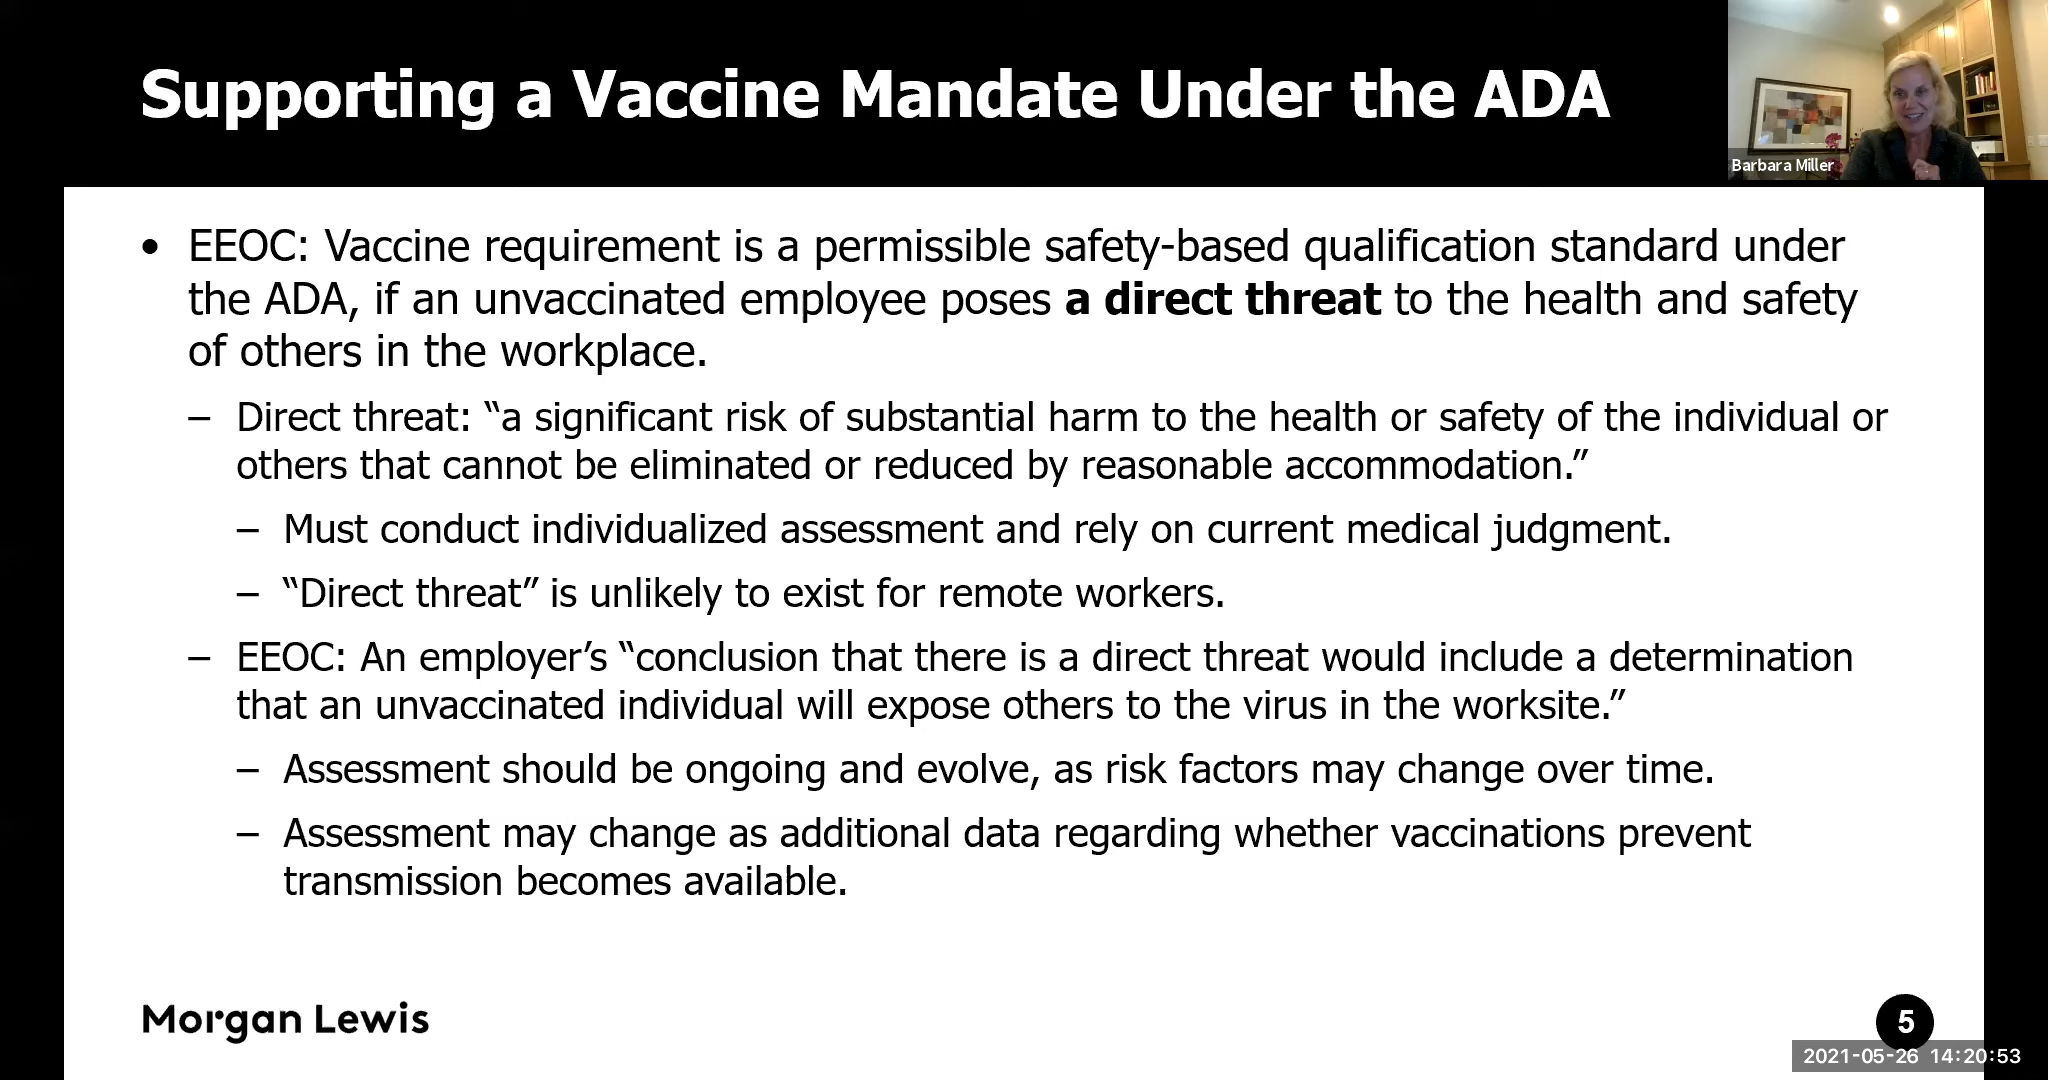 Supporting a Vaccine Mandate Under the ADA
Barbara Miller
• EEOC: Vaccine requirement is a permissible safety-based qualification standard under
the ADA, if an unvaccinated employee poses a direct threat to the health and safety
of others in the workplace.
– Direct threat: “a significant risk of substantial harm to the health or safety of the individual or
others that cannot be eliminated or reduced by reasonable accommodation.”
– Must conduct individualized assessment and rely on current medical judgment.
– “Direct threat” is unlikely to exist for remote workers.
– EEOC: An employer’s “conclusion that there is a direct threat would include a determination
that an unvaccinated individual will expose others to the virus in the worksite.”
– Assessment should be ongoing and evolve, as risk factors may change over time.
– Assessment may change as additional data regarding whether vaccinations prevent
transmission becomes available.
Morgan Lewis
5
2021-05-26 14:20:53